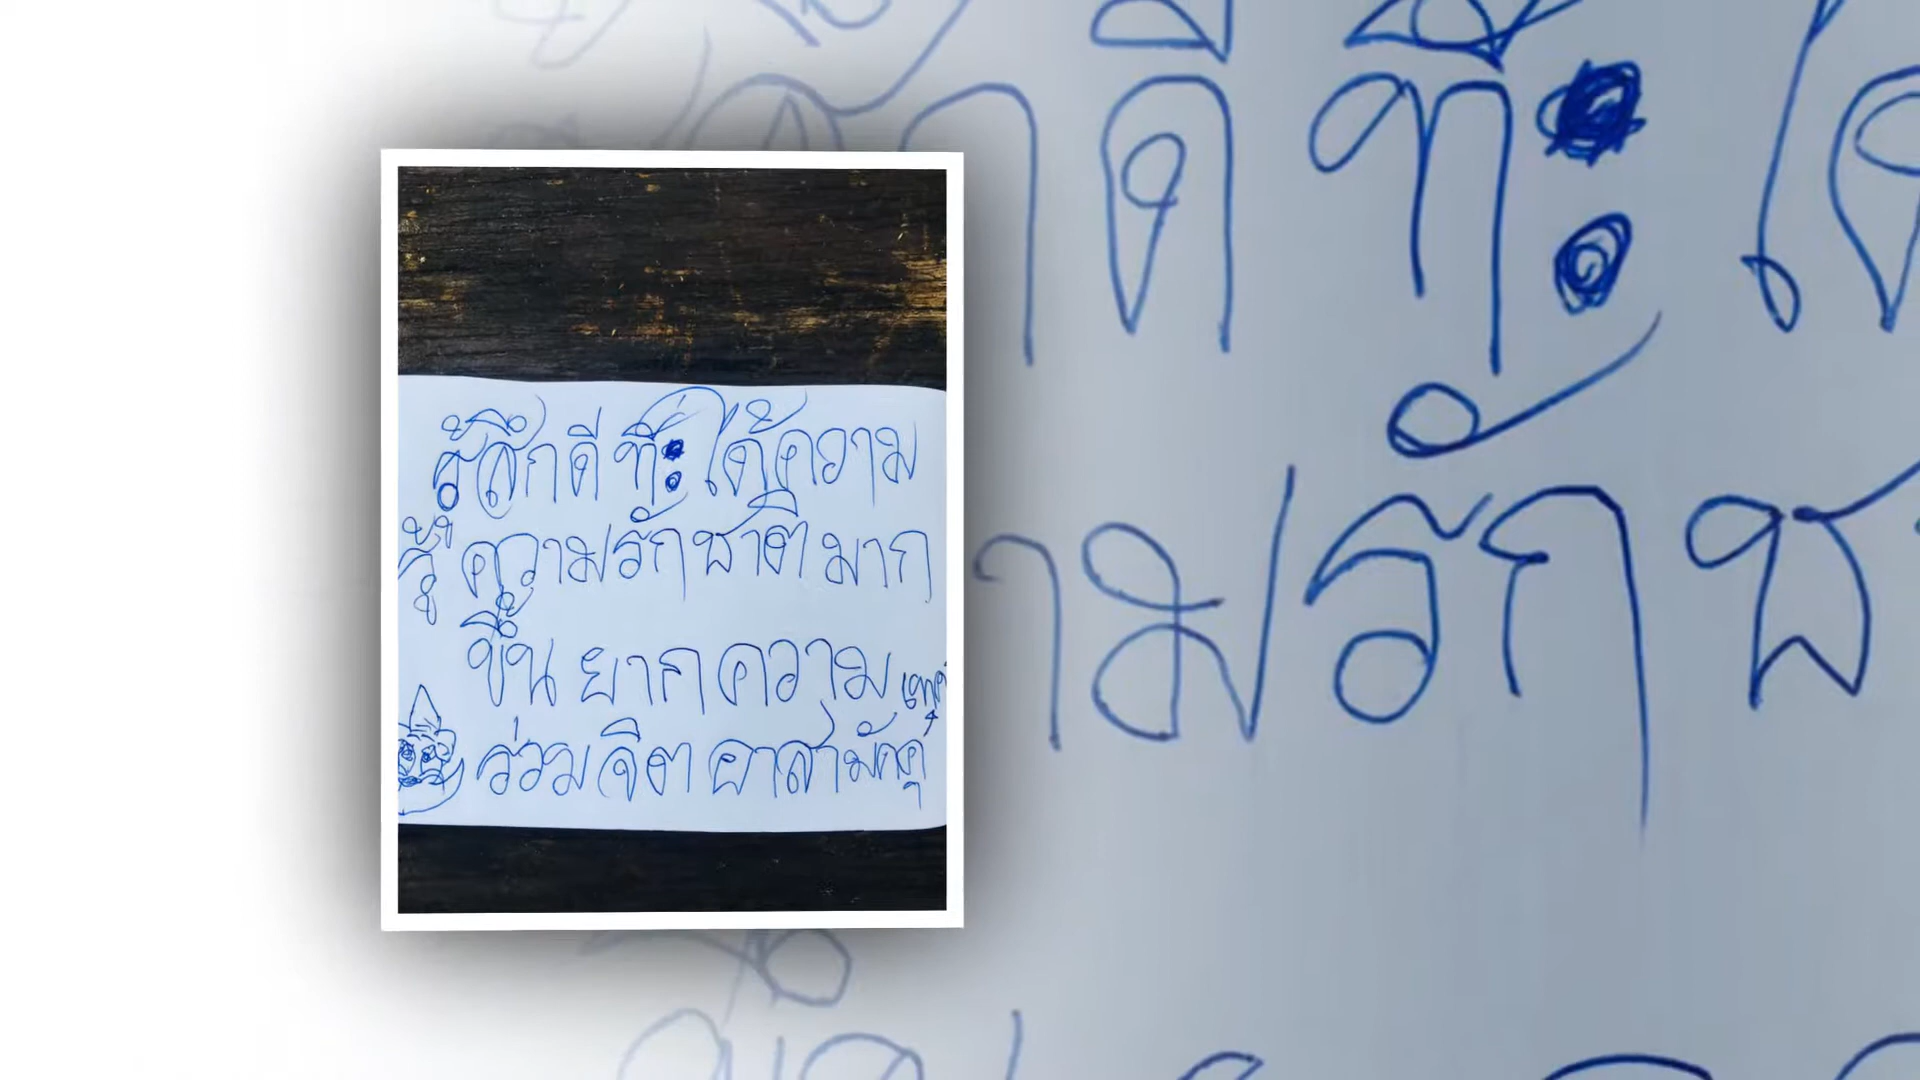 รู้สึกดี ที่ ได้ความ
รู้ ความรักชาติ มาก
ขึ้น ยากความ
ร่วมจิต